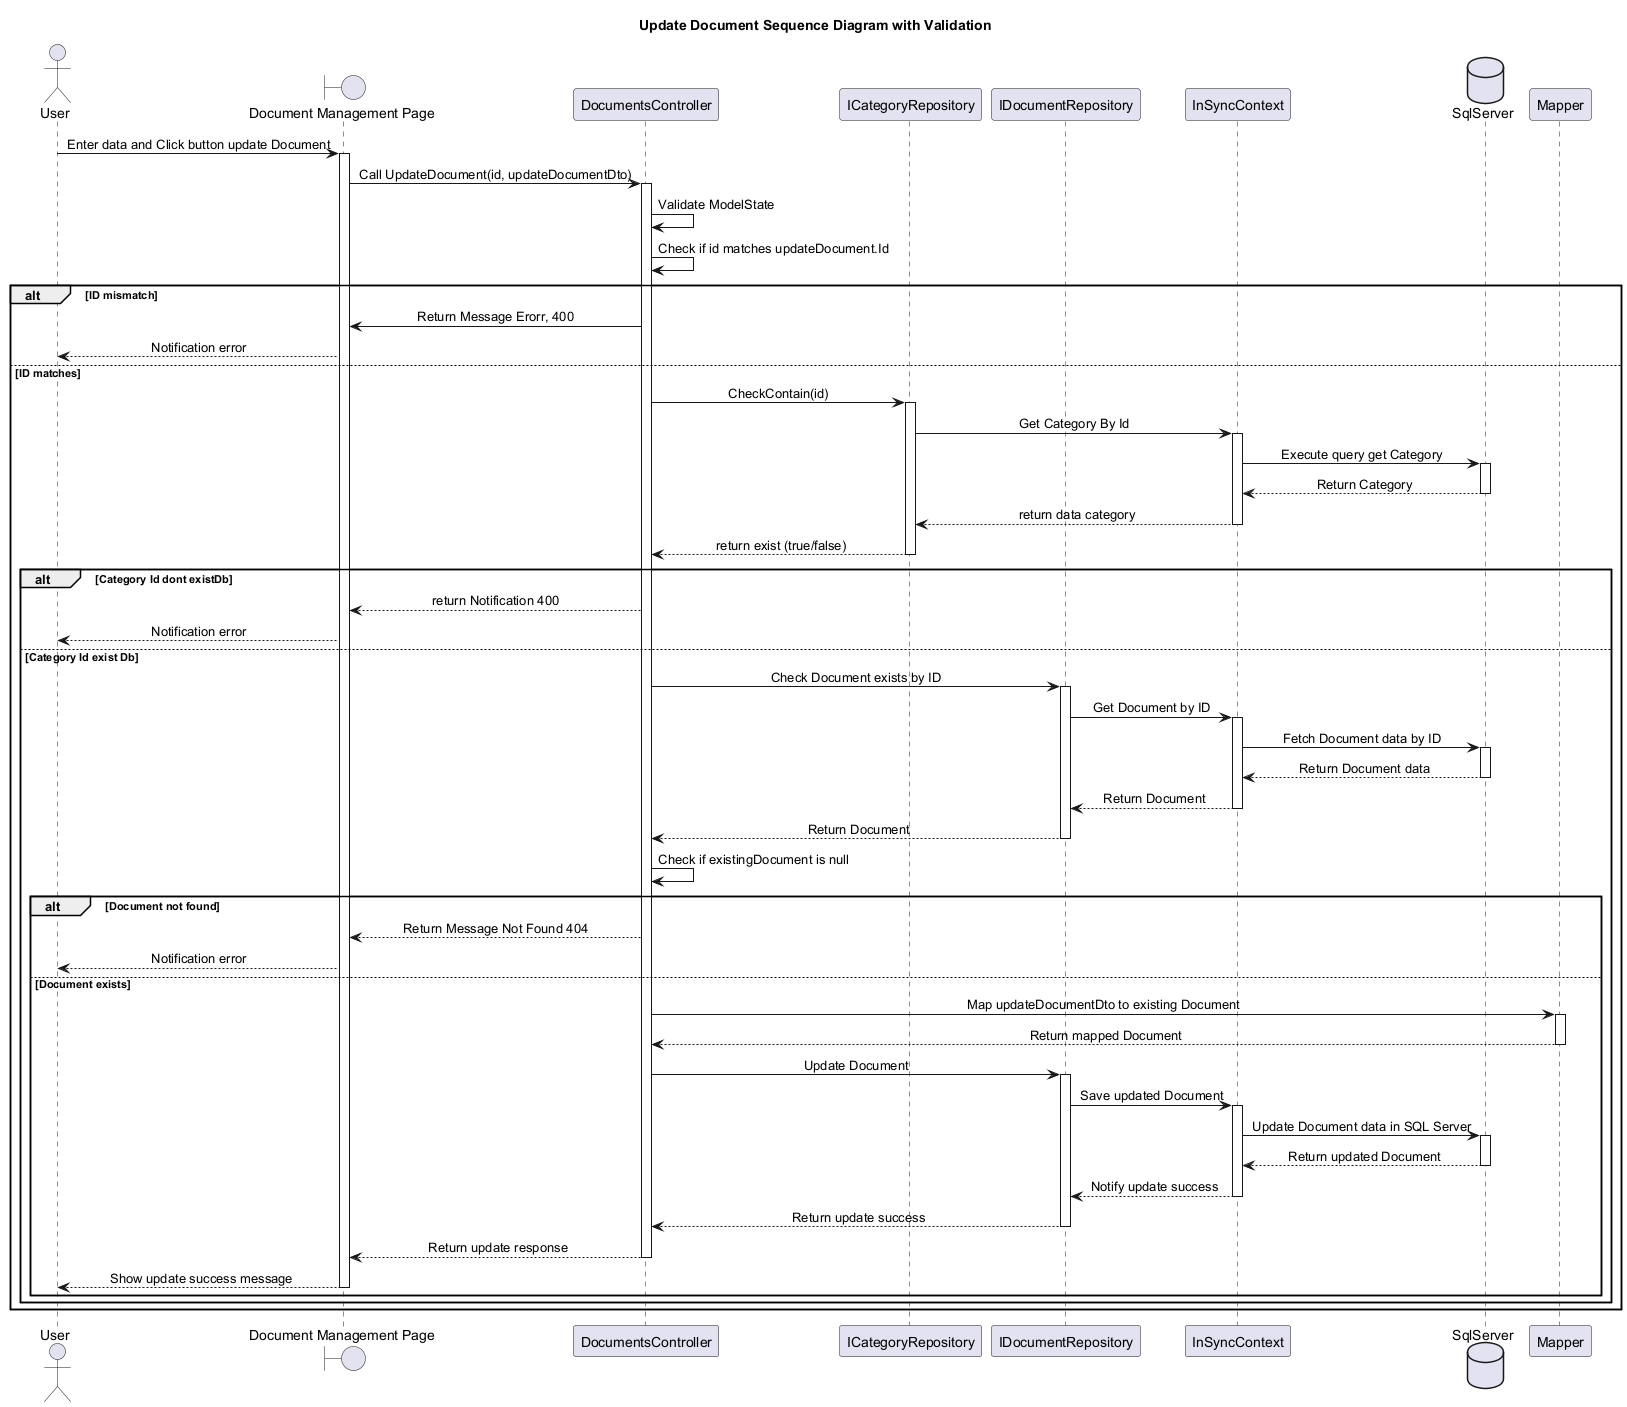 Update Document Sequence Diagram with Validation
User
Document Management Page
DocumentsController
ICategoryRepository
IDocumentRepository
InSyncContext
SqlServer
Mapper
Enter data and Click button update Document
Call UpdateDocument(id, updateDocumentDto)
Validate ModelState
Check if id matches updateDocument.Id
alt [ID mismatch]
Return Message Erorr, 400
Notification error
[ID matches]
CheckContain(id)
Get Category By Id
Execute query get Category
Return Category
return data category
return exist (true/false)
alt [Category Id dont existDb]
return Notification 400
Notification error
[Category Id exist Db]
Check Document exists by ID
Get Document by ID
Fetch Document data by ID
Return Document data
Return Document
Return Document
Check if existingDocument is null
alt [Document not found]
Return Message Not Found 404
Notification error
[Document exists]
Map updateDocumentDto to existing Document
Return mapped Document
Update Document
Save updated Document
Update Document data in SQL Server
Return updated Document
Notify update success
Return update success
Return update response
Show update success message
User
Document Management Page
DocumentsController
ICategoryRepository
IDocumentRepository
InSyncContext
SqlServer
Mapper